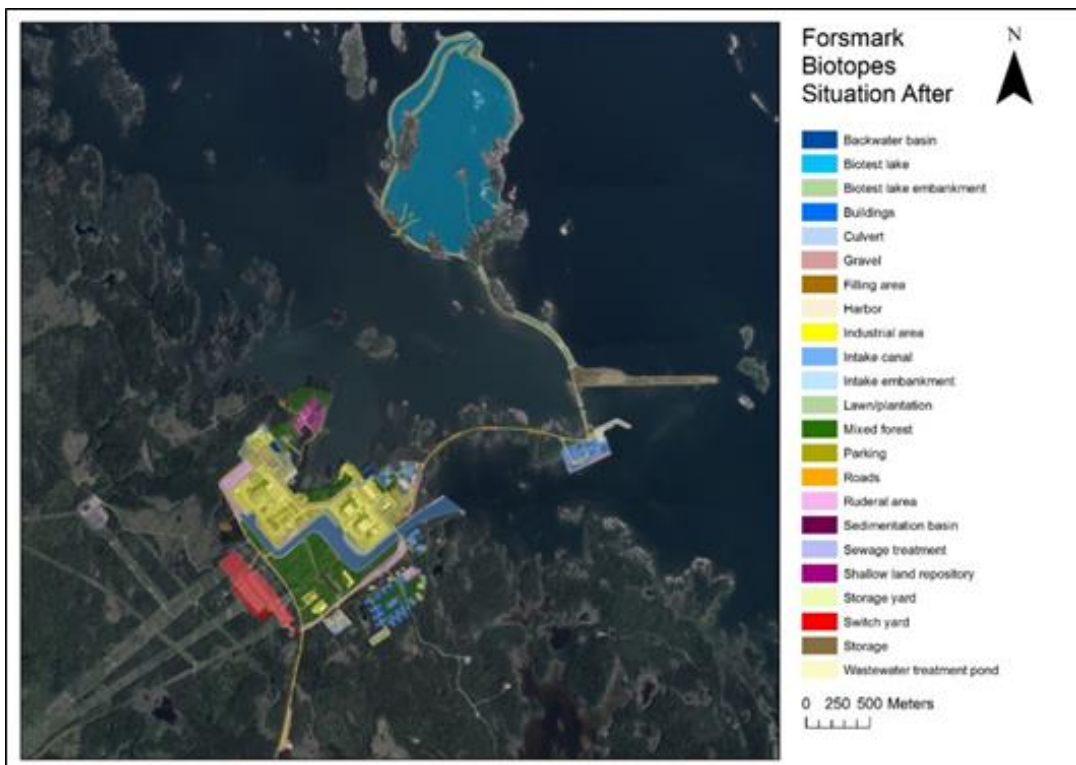 Forsmark
Biotopes
Situation After
N
Backwater basin
Biotest lake
Biotest lake embankment
Buildings
Culvert
Gravel
Filling area
Harbor
Industrial area
Intake canal
Intake embankment
Lawn/plantation
Mixed forest
Parking
Roads
Ruderal area
Sedimentation basin
Sewage treatment
Shallow land repository
Storage yard
Switch yard
Storage
Wastewater treatment pond
0 250 500 Meters